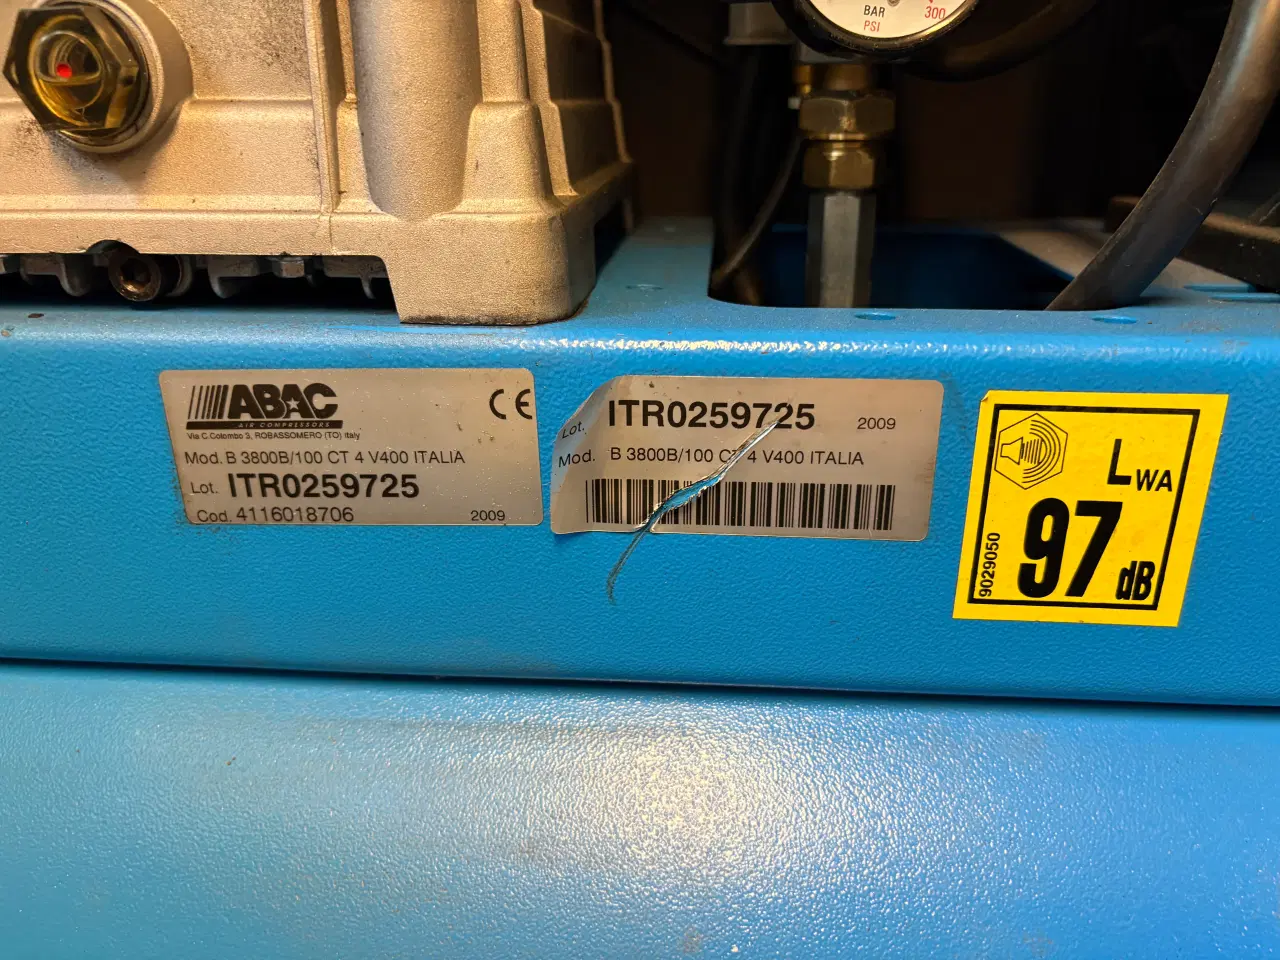 BAR
PSI
300
ABAC
AIR COMPRESSORS
Via C.Colombo 3, ROBASSOMERO (TO) Italy
CE
Mod. B 3800B/100 CT 4 V400 ITALIA
Lot. ITR0259725
Cod. 4116018706
2009
Lot. ITR0259725 2009
Mod. B 3800B/100 CT 4 V400 ITALIA
LWA
97 dB
9029050